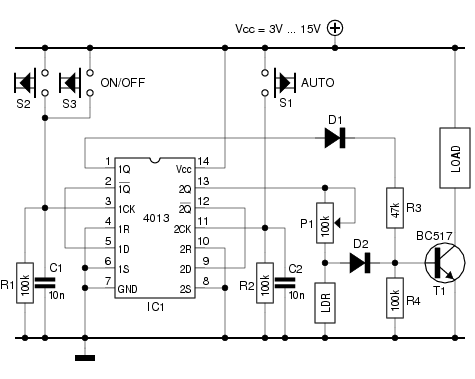 Vcc = 3V ... 15V
ON/OFF
AUTO
S2
S3
S1
D1
LOAD
1
1Q
Vcc
14
2
1Q
2Q
13
3
1CK
4013
2Q
12
4
1R
2CK
11
5
1D
2R
10
6
1S
2D
9
7
GND
2S
8
IC1
P1
100k
R3
47k
BC517
T1
D2
R1
100k
C1
10n
R2
100k
C2
10n
LDR
100k
R4